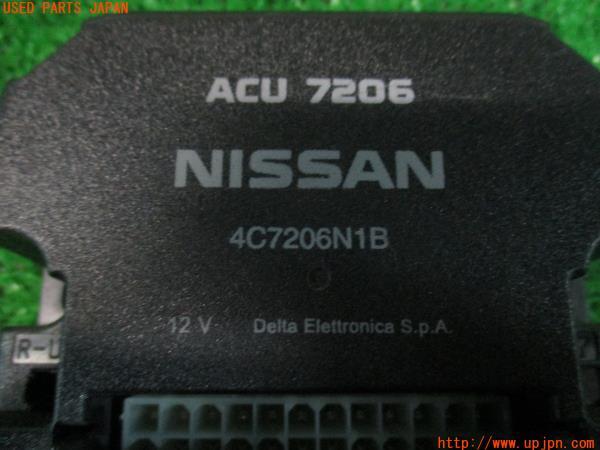 USED PARTS JAPAN
ACU 7206
NISSAN
4C7206N1B
12 V Delta Elettronica S.p.A.
http://www.upjpn.com